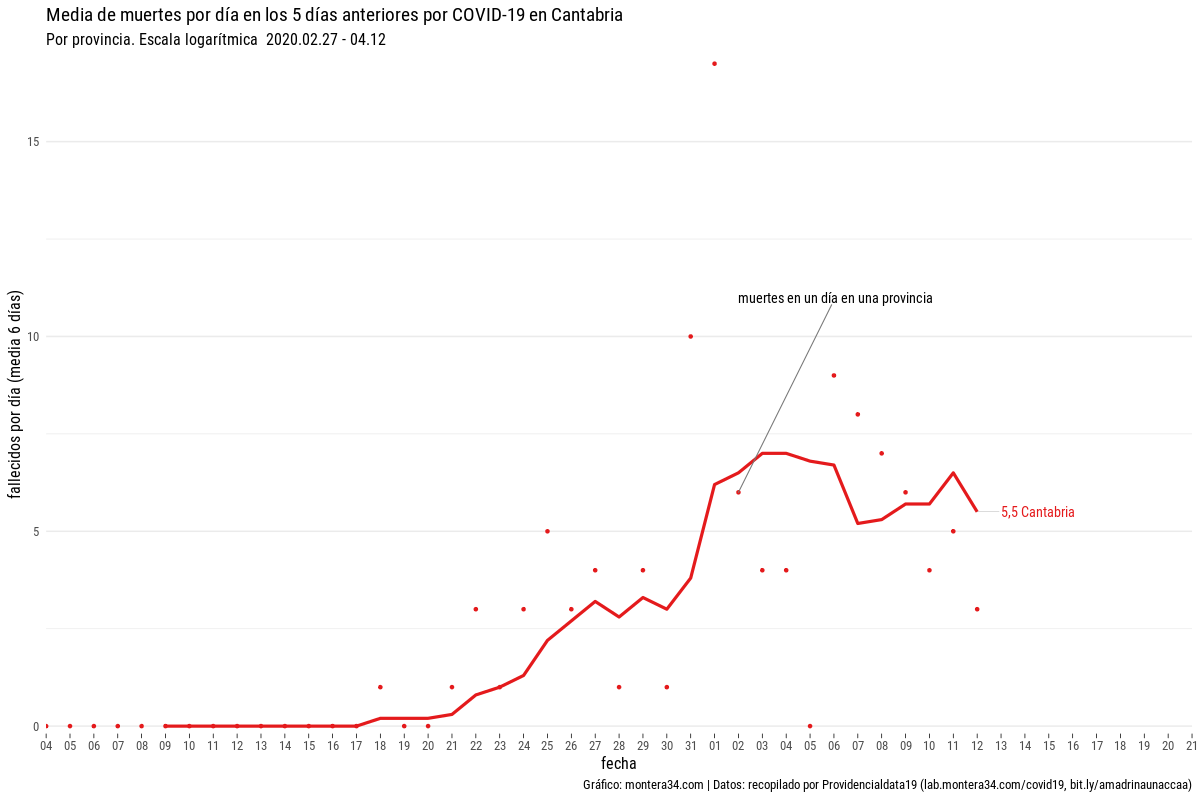 Media de muertes por día en los 5 días anteriores por COVID-19 en Cantabria
Por provincia. Escala logarítmica  2020.02.27 - 04.12
fallecidos por día (media 6 días)
15
10
5
0
muertes en un día en una provincia
5,5 Cantabria
04 05 06 07 08 09 10 11 12 13 14 15 16 17 18 19 20 21 22 23 24 25 26 27 28 29 30 31 01 02 03 04 05 06 07 08 09 10 11 12 13 14 15 16 17 18 19 20 21
fecha
Gráfico: montera34.com | Datos: recopilado por Providencialdata19 (lab.montera34.com/covid19, bit.ly/amadrinaunaccaa)